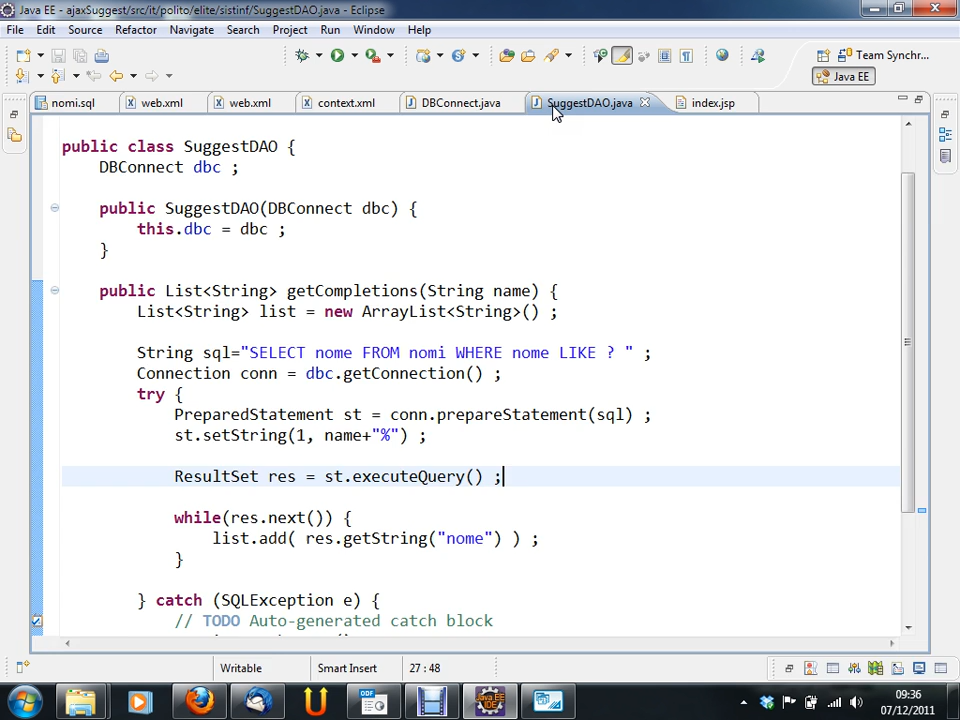 Java EE - ajaxSuggest/src/it/polito/elite/sistinf/SuggestDAO.java - Eclipse
File Edit Source Refactor Navigate Search Project Run Window Help
Team Synchr...
Java EE
nomi.sql web.xml web.xml context.xml DBConnect.java SuggestDAO.java index.jsp
public class SuggestDAO {
DBConnect dbc ;
public SuggestDAO(DBConnect dbc) {
this.dbc = dbc ;
}
public List<String> getCompletions(String name) {
List<String> list = new ArrayList<String>() ;
String sql="SELECT nome FROM nomi WHERE nome LIKE ? " ;
Connection conn = dbc.getConnection() ;
try {
PreparedStatement st = conn.prepareStatement(sql) ;
st.setString(1, name+"%") ;
ResultSet res = st.executeQuery() ;
while(res.next()) {
list.add( res.getString("nome") ) ;
}
} catch (SQLException e) {
// TODO Auto-generated catch block
Writable Smart Insert 27 : 48
ODF
Java EE
IDE
09:36
07/12/2011